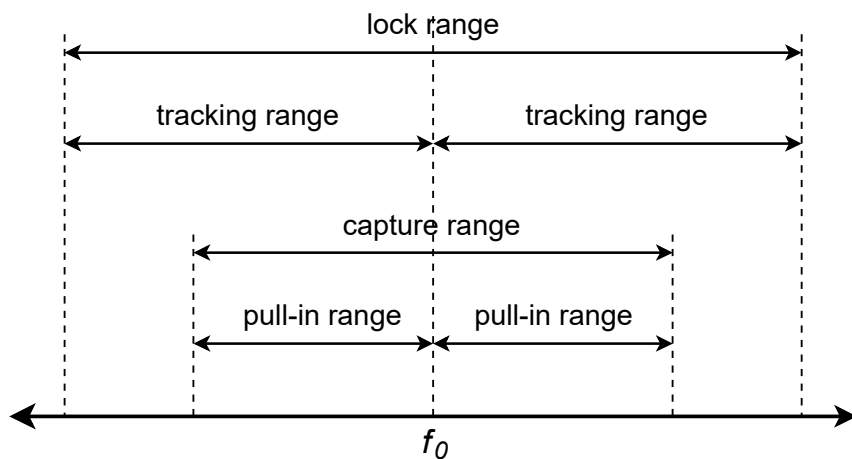 lock range
tracking range tracking range
capture range
pull-in range pull-in range
f0